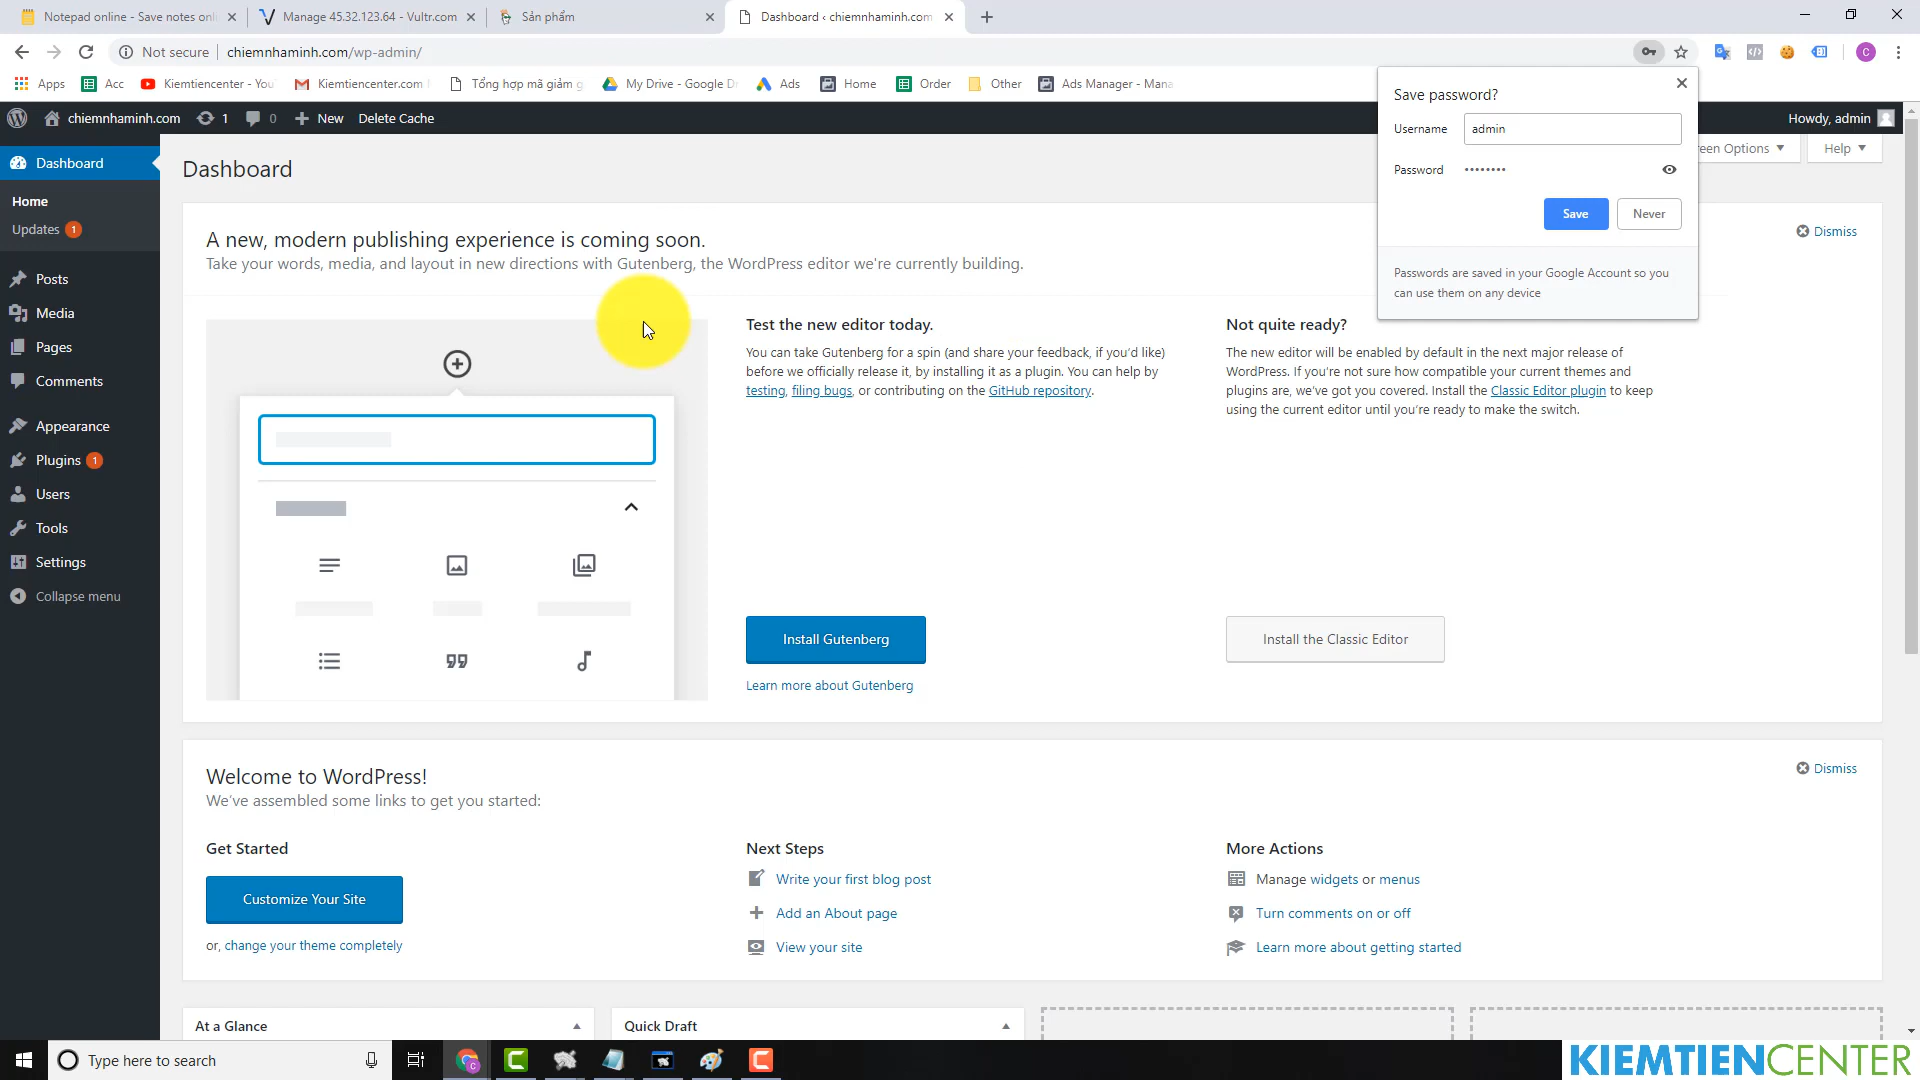 Notepad online - Save notes onl
Manage 45.32.123.64 - Vultr.com
Sản phẩm
Dashboard ‹ chiemnhaminh.com
Not secure
chiemnhaminh.com/wp-admin/
C
Apps
Acc
Kiemtiencenter - You
Kiemtiencenter.com
Tổng hợp mã giảm g
My Drive - Google Dr
Ads
Home
Order
Other
Ads Manager - Mana
chiemnhaminh.com
1
0
New
Delete Cache
Howdy, admin
Save password?
Username
admin
Password
••••••••
Save
Never
Passwords are saved in your Google Account so you
can use them on any device
reen Options
Help
Dashboard
Home
Updates 1
Posts
Media
Pages
Comments
Appearance
Plugins 1
Users
Tools
Settings
Collapse menu
Dashboard
A new, modern publishing experience is coming soon.
Take your words, media, and layout in new directions with Gutenberg, the WordPress editor we're currently building.
Dismiss
Test the new editor today.
You can take Gutenberg for a spin (and share your feedback, if you'd like)
before we officially release it, by installing it as a plugin. You can help by
testing, filing bugs, or contributing on the GitHub repository.
Install Gutenberg
Learn more about Gutenberg
Not quite ready?
The new editor will be enabled by default in the next major release of
WordPress. If you're not sure how compatible your current themes and
plugins are, we've got you covered. Install the Classic Editor plugin to keep
using the current editor until you're ready to make the switch.
Install the Classic Editor
Welcome to WordPress!
We've assembled some links to get you started:
Dismiss
Get Started
Customize Your Site
or, change your theme completely
Next Steps
Write your first blog post
Add an About page
View your site
More Actions
Manage widgets or menus
Turn comments on or off
Learn more about getting started
At a Glance
Quick Draft
Type here to search
KIEMTIENCENTER